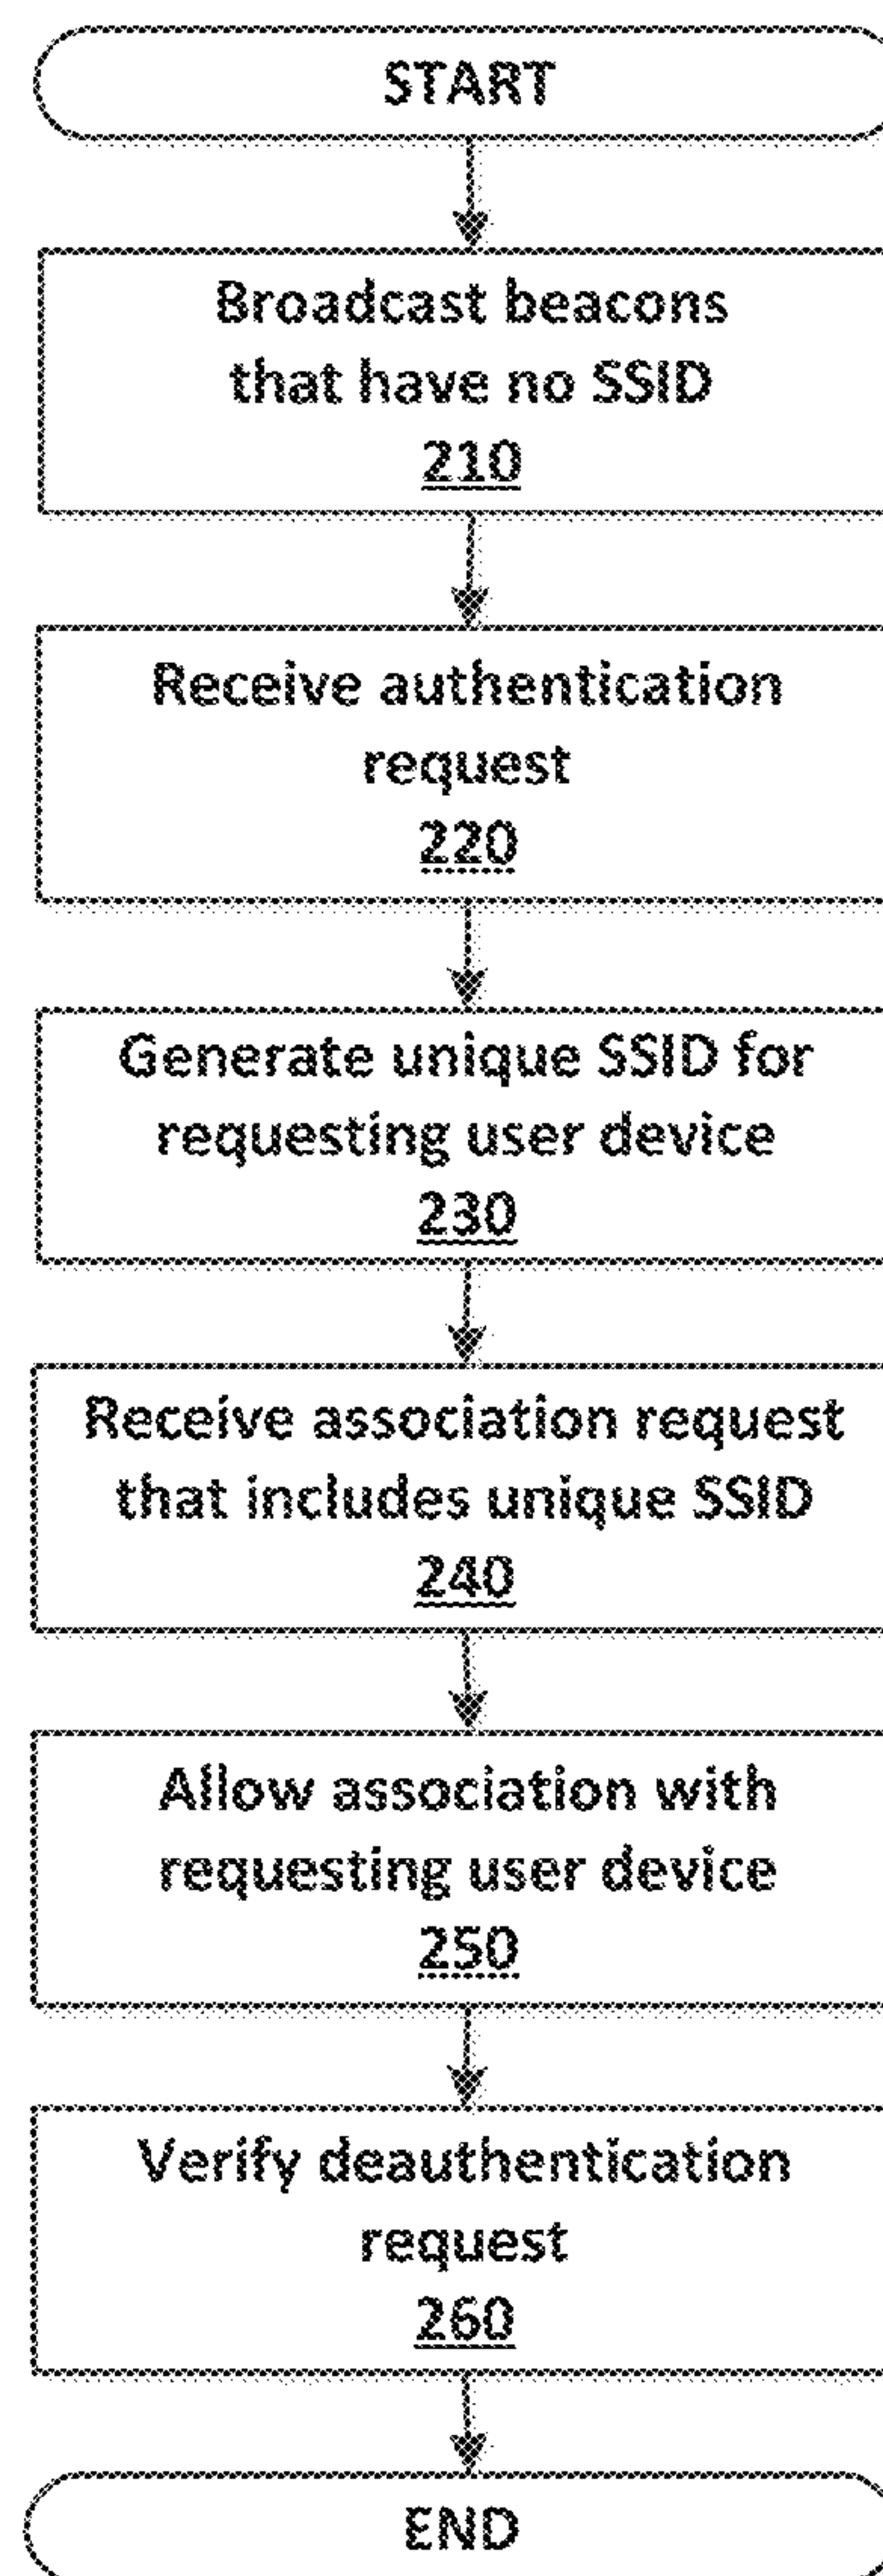 START
Broadcast beacons
that have no SSID
210
Receive authentication
request
220
Generate unique SSID for
requesting user device
230
Receive association request
that includes unique SSID
240
Allow association with
requesting user device
250
Verify deauthentication
request
260
END